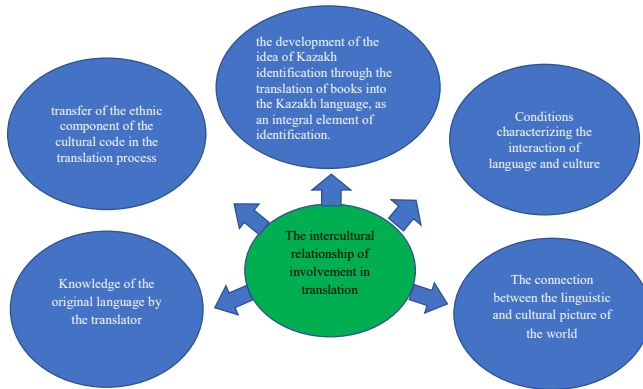 the development of the
idea of Kazakh
identification through the
translation of books into
the Kazakh language, as
an integral element of
identification.
transfer of the ethnic
component of the
cultural code in the
translation process
Conditions
characterizing the
interaction of
language and culture
The intercultural
relationship of
involvement in
translation
Knowledge of the
original language by
the translator
The connection
between the linguistic
and cultural picture of
the world